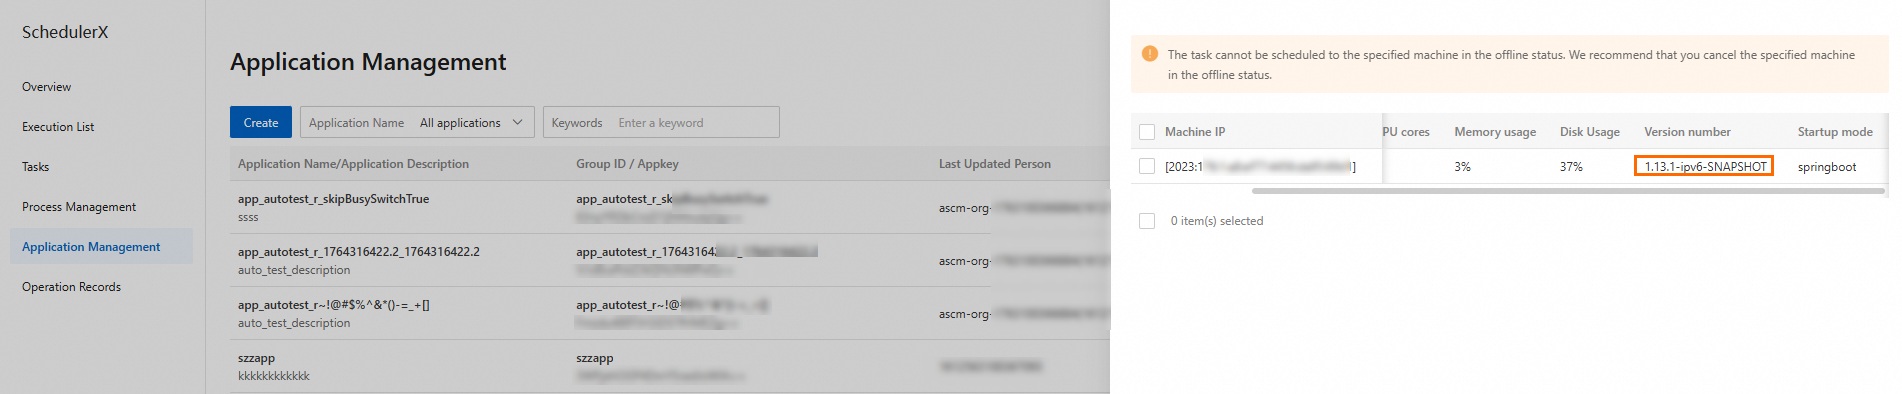 SchedulerX
Overview
Execution List
Tasks
Process Management
Application Management
Operation Records
Application Management
Create
Application Name All applications
Keywords Enter a keyword
Application Name/Application Description Group ID / Appkey Last Updated Person
app_autotest_r_skipBusySwitchTrue app_autotest_r_sk
ssss ascm-org-
app_autotest_r_1764316422.2_1764316422.2 app_autotest_r_17643164
auto_test_description ascm-org-
app_autotest_r~!@#$%^&*()-=_+[] app_autotest_r~!@
auto_test_description ascm-org-
szzapp szzapp
kkkkkkkkkkkk
The task cannot be scheduled to the specified machine in the offline status. We recommend that you cancel the specified machine
in the offline status.
Machine IP PU cores Memory usage Disk Usage Version number Startup mode
[2023:1 ] 3% 37% 1.13.1-ipv6-SNAPSHOT springboot
0 item(s) selected